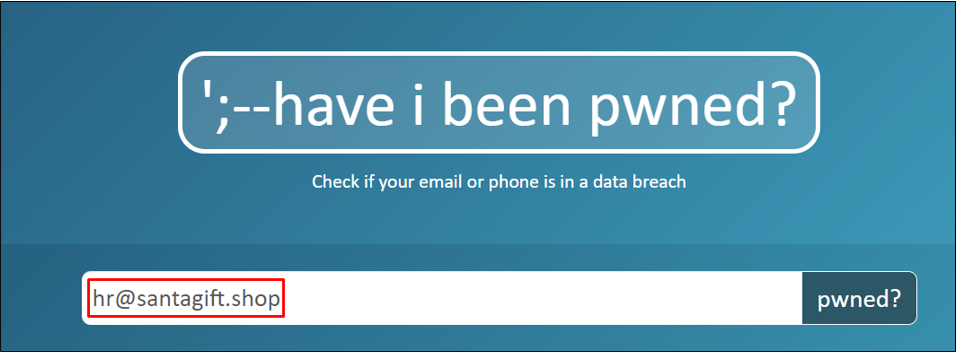 ';--have i been pwned?
Check if your email or phone is in a data breach
hr@santagift.shop pwned?